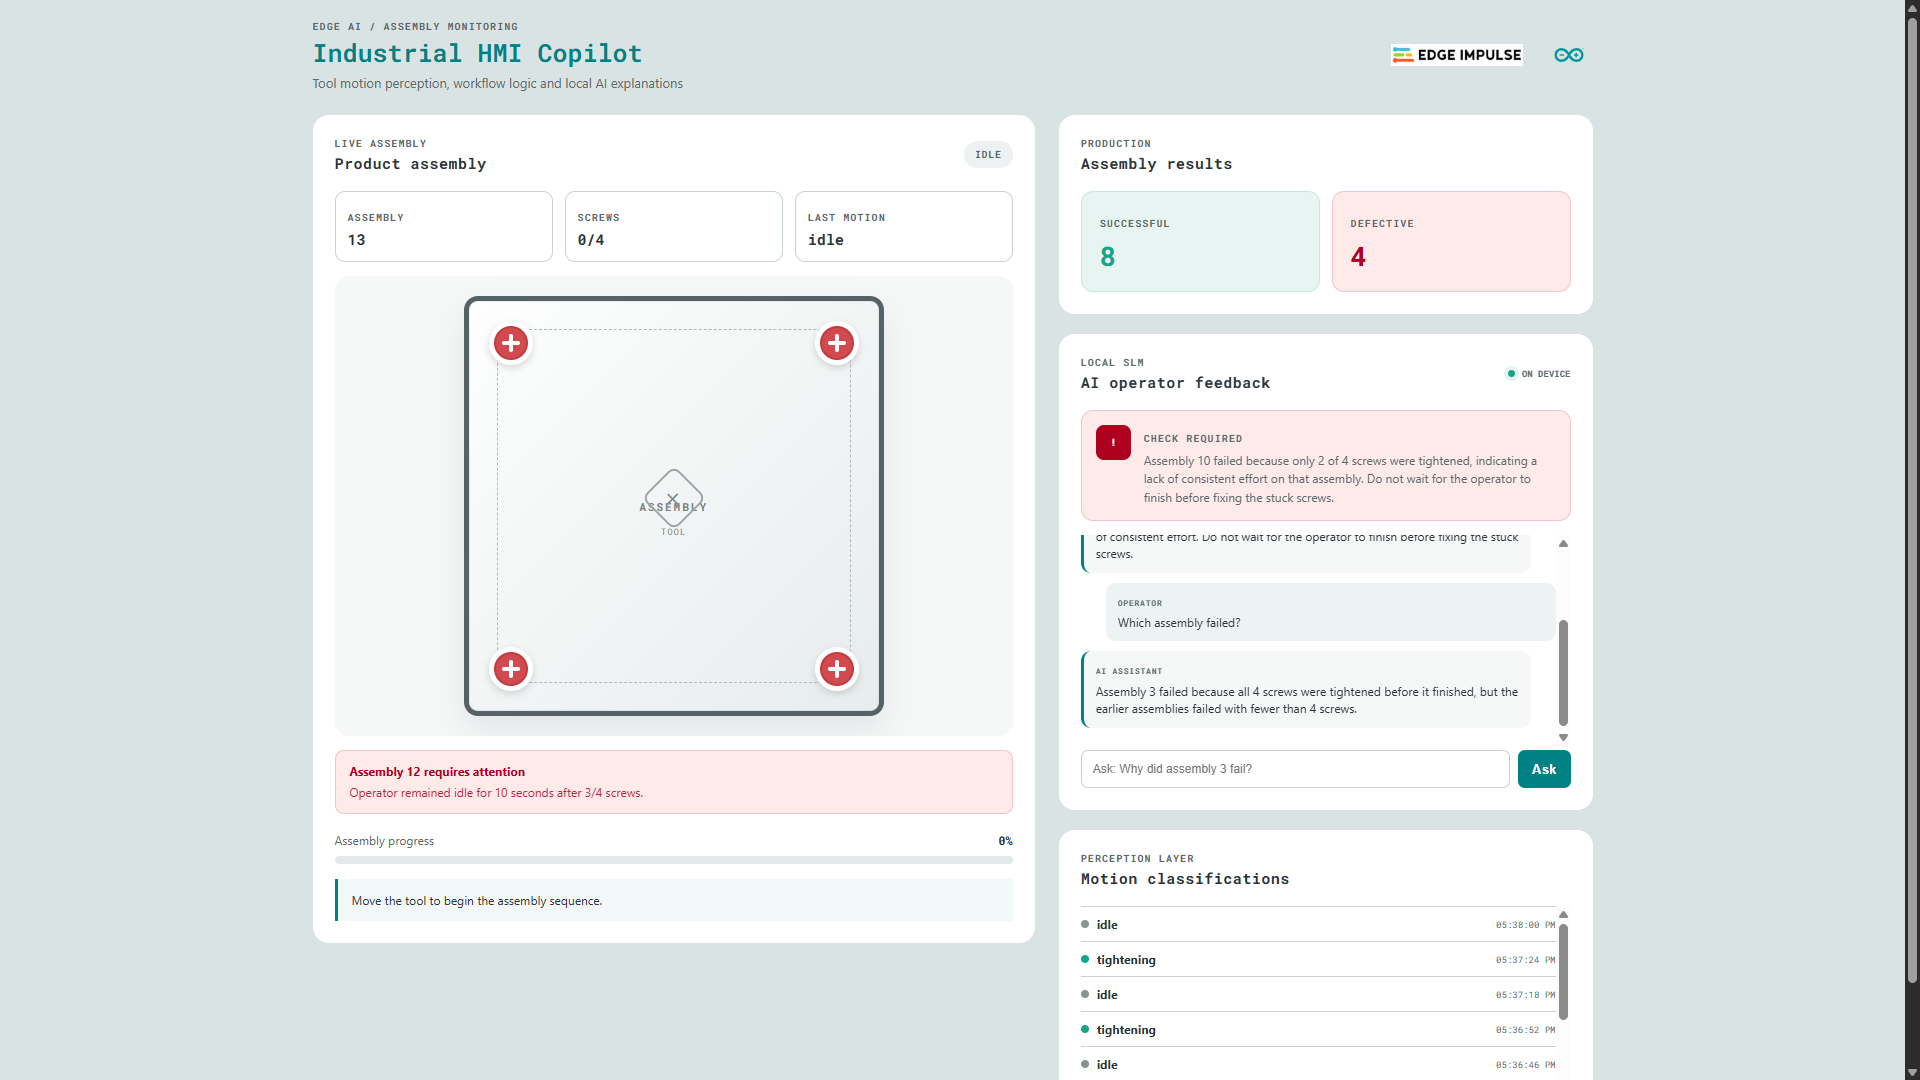 EDGE AI / ASSEMBLY MONITORING
Industrial HMI Copilot
Tool motion perception, workflow logic and local AI explanations
EDGE IMPULSE
LIVE ASSEMBLY
Product assembly
IDLE
ASSEMBLY
13
SCREWS
0/4
LAST MOTION
idle
ASSEMBLY
TOOL
Assembly 12 requires attention
Operator remained idle for 10 seconds after 3/4 screws.
Assembly progress
0%
Move the tool to begin the assembly sequence.
PRODUCTION
Assembly results
SUCCESSFUL
8
DEFECTIVE
4
LOCAL SLM
AI operator feedback
ON DEVICE
!
CHECK REQUIRED
Assembly 10 failed because only 2 of 4 screws were tightened, indicating a
lack of consistent effort on that assembly. Do not wait for the operator to
finish before fixing the stuck screws.
of consistent effort. Do not wait for the operator to finish before fixing the stuck
screws.
OPERATOR
Which assembly failed?
AI ASSISTANT
Assembly 3 failed because all 4 screws were tightened before it finished, but the
earlier assemblies failed with fewer than 4 screws.
Ask: Why did assembly 3 fail?
Ask
PERCEPTION LAYER
Motion classifications
idle
05:38:00 PM
tightening
05:37:24 PM
idle
05:37:18 PM
tightening
05:36:52 PM
idle
05:36:46 PM